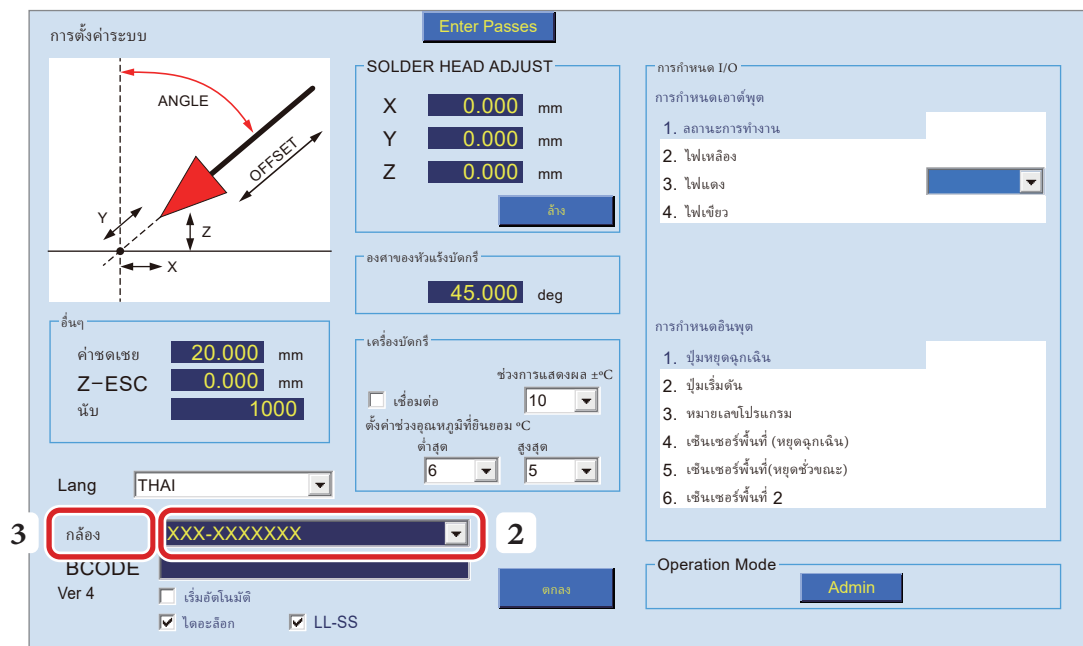 การตั้งค่าระบบ
Enter Passes
ANGLE
OFFSET
Y
Z
X
SOLDER HEAD ADJUST
X 0.000 mm
Y 0.000 mm
Z 0.000 mm
ล้าง
องศาของหัวแร้งบัดกรี
45.000 deg
อื่นๆ
ค่าชดเชย 20.000 mm
Z-ESC 0.000 mm
นับ 1000
เครื่องบัดกรี
ช่วงการแสดงผล ±°C
เชื่อมต่อ 10
ตั้งค่าช่วงอุณหภูมิที่ยินยอม °C
ต่ำสุด สูงสุด
6 5
การกำหนด I/O
การกำหนดเอาต์พุต
1. สถานะการทำงาน
2. ไฟเหลือง
3. ไฟแดง
4. ไฟเขียว
การกำหนดอินพุต
1. ปุ่มหยุดฉุกเฉิน
2. ปุ่มเริ่มดัน
3. หมายเลขโปรแกรม
4. เซ็นเซอร์พื้นที่ (หยุดฉุกเฉิน)
5. เซ็นเซอร์พื้นที่(หยุดชั่วขณะ)
6. เซ็นเซอร์พื้นที่ 2
Lang THAI
3 กล้อง XXX-XXXXXXX 2
BCODE
Ver 4
เริ่มอัตโนมัติ
ไดอะล็อก LL-SS
ตกลง
Operation Mode
Admin